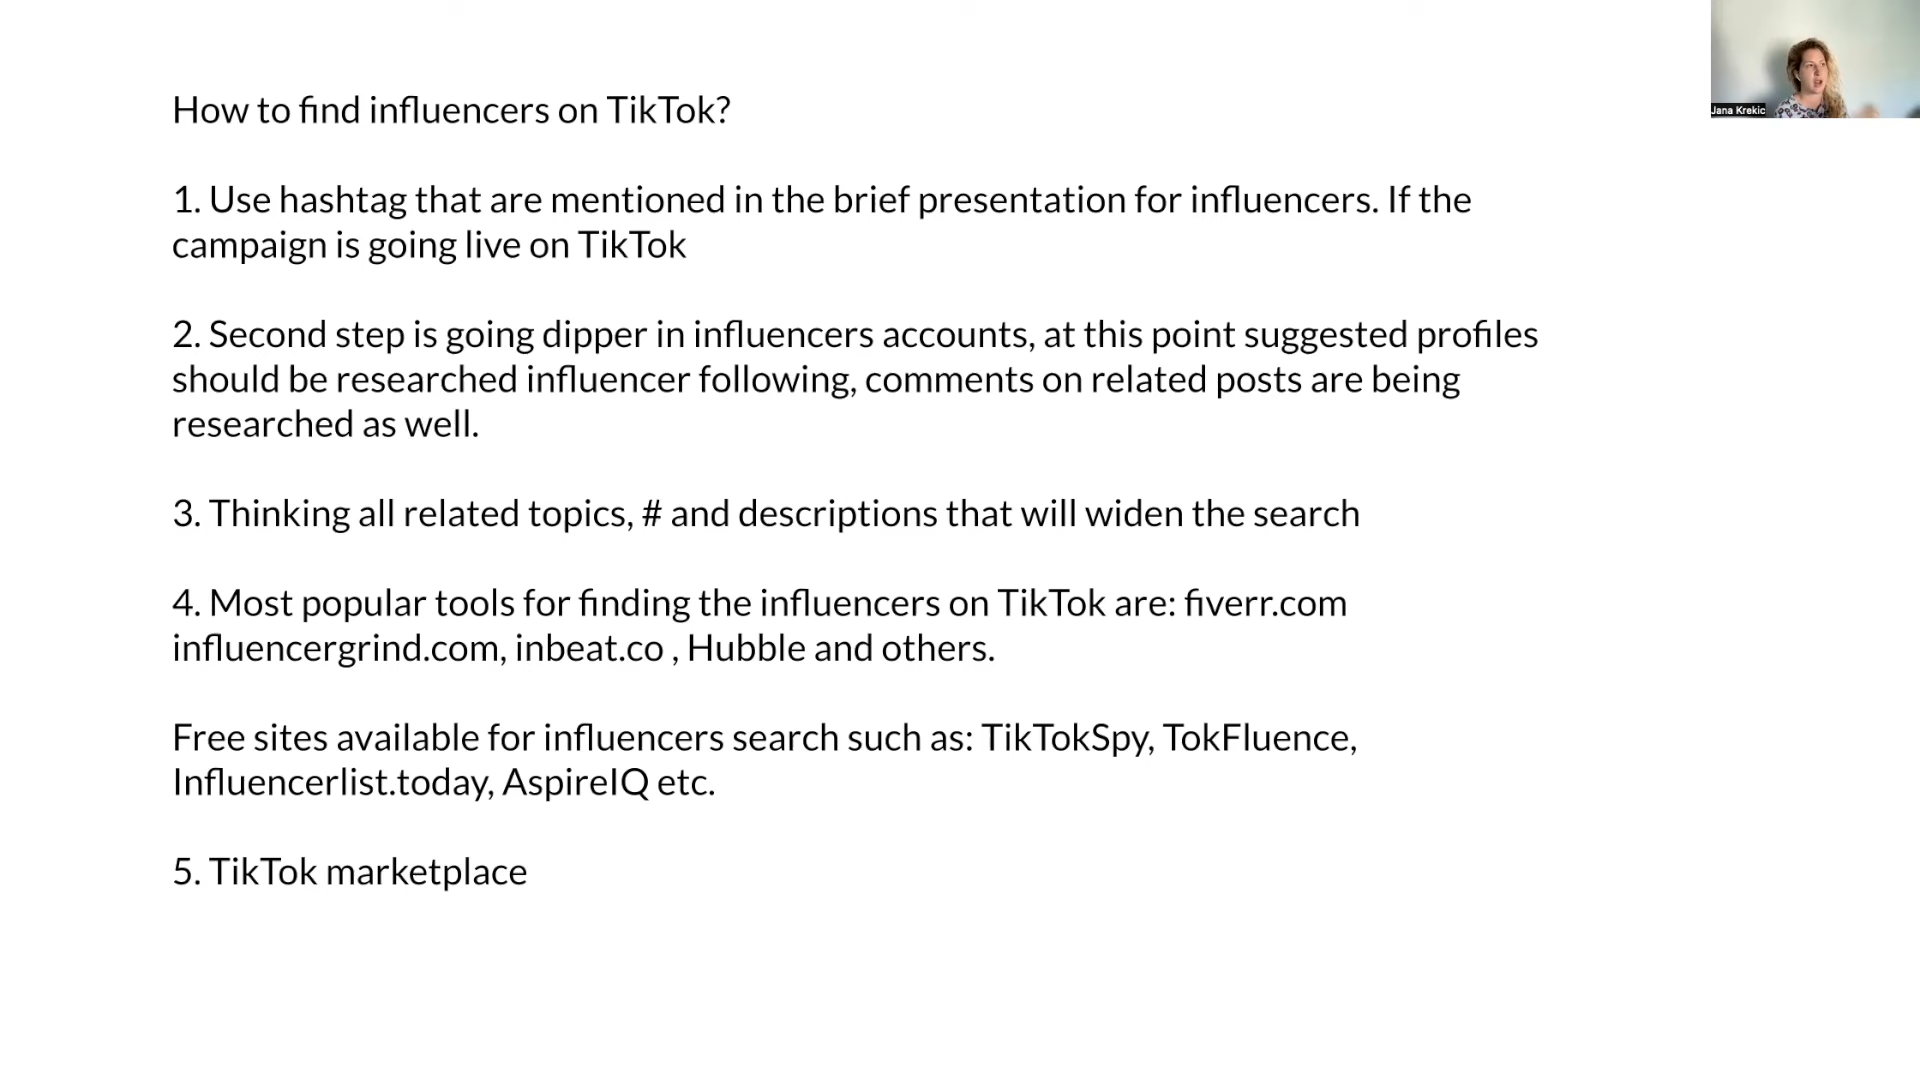 How to find influencers on TikTok?
1. Use hashtag that are mentioned in the brief presentation for influencers. If the
campaign is going live on TikTok
2. Second step is going dipper in influencers accounts, at this point suggested profiles
should be researched influencer following, comments on related posts are being
researched as well.
3. Thinking all related topics, # and descriptions that will widen the search
4. Most popular tools for finding the influencers on TikTok are: fiverr.com
influencergrind.com, inbeat.co , Hubble and others.
Free sites available for influencers search such as: TikTokSpy, TokFluence,
Influencerlist.today, AspireIQ etc.
5. TikTok marketplace
Jana Krekic